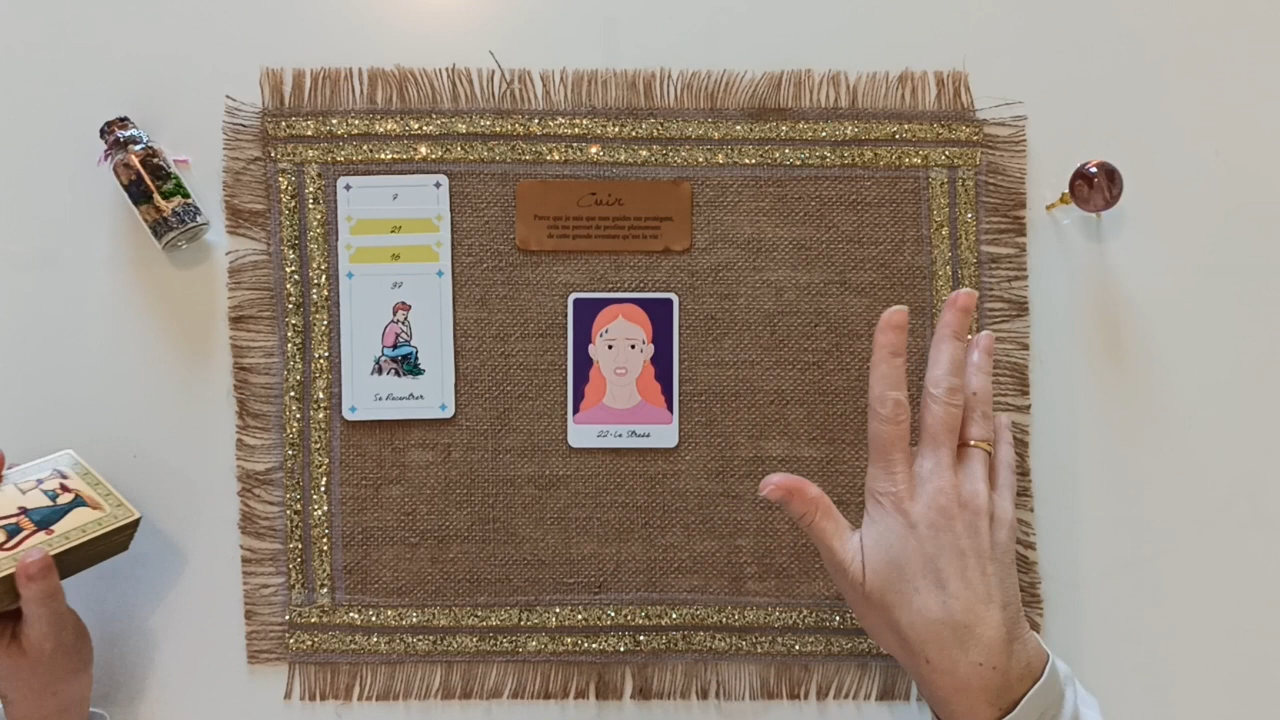 7
21
16
37
Se Recentrer
Cuir
Parce que je sais que mes guides me protègent,
cela me permet de profiter pleinement
de cette grande aventure qu'est la vie !
22 • Le Stress